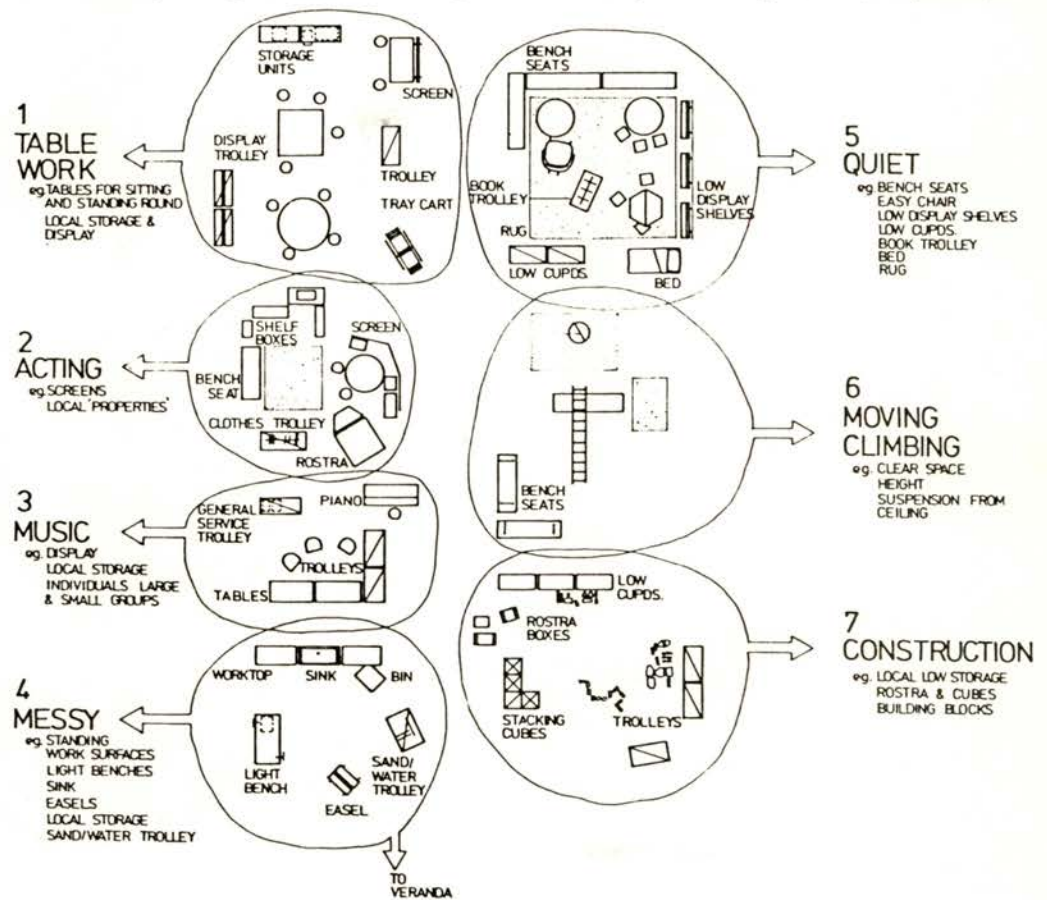 1
TABLE
WORK
eg. TABLES FOR SITTING
AND STANDING ROUND
LOCAL STORAGE &
DISPLAY
STORAGE
UNITS
SCREEN
DISPLAY
TROLLEY
TROLLEY
TRAY CART
2
ACTING
eg. SCREENS
LOCAL 'PROPERTIES'
SHELF
BOXES
SCREEN
BENCH
SEAT
CLOTHES TROLLEY
ROSTRA
3
MUSIC
eg. DISPLAY
LOCAL STORAGE
INDIVIDUALS LARGE
& SMALL GROUPS
GENERAL
SERVICE
TROLLEY
PIANO
TROLLEYS
TABLES
4
MESSY
eg. STANDING
WORK SURFACES
LIGHT BENCHES
SINK
EASELS
LOCAL STORAGE
SAND/WATER TROLLEY
WORKTOP
SINK
BIN
LIGHT
BENCH
EASEL
SAND/
WATER
TROLLEY
TO
VERANDA
5
QUIET
eg. BENCH SEATS
EASY CHAIR
LOW DISPLAY SHELVES
LOW CUPDS.
BOOK TROLLEY
BED
RUG
BENCH
SEATS
BOOK
TROLLEY
LOW
DISPLAY
SHELVES
RUG
LOW CUPDS.
BED
6
MOVING
CLIMBING
eg. CLEAR SPACE
HEIGHT
SUSPENSION FROM
CEILING
BENCH
SEATS
7
CONSTRUCTION
eg. LOCAL LOW STORAGE
ROSTRA & CUBES
BUILDING BLOCKS
LOW
CUPDS.
ROSTRA
BOXES
STACKING
CUBES
TROLLEYS